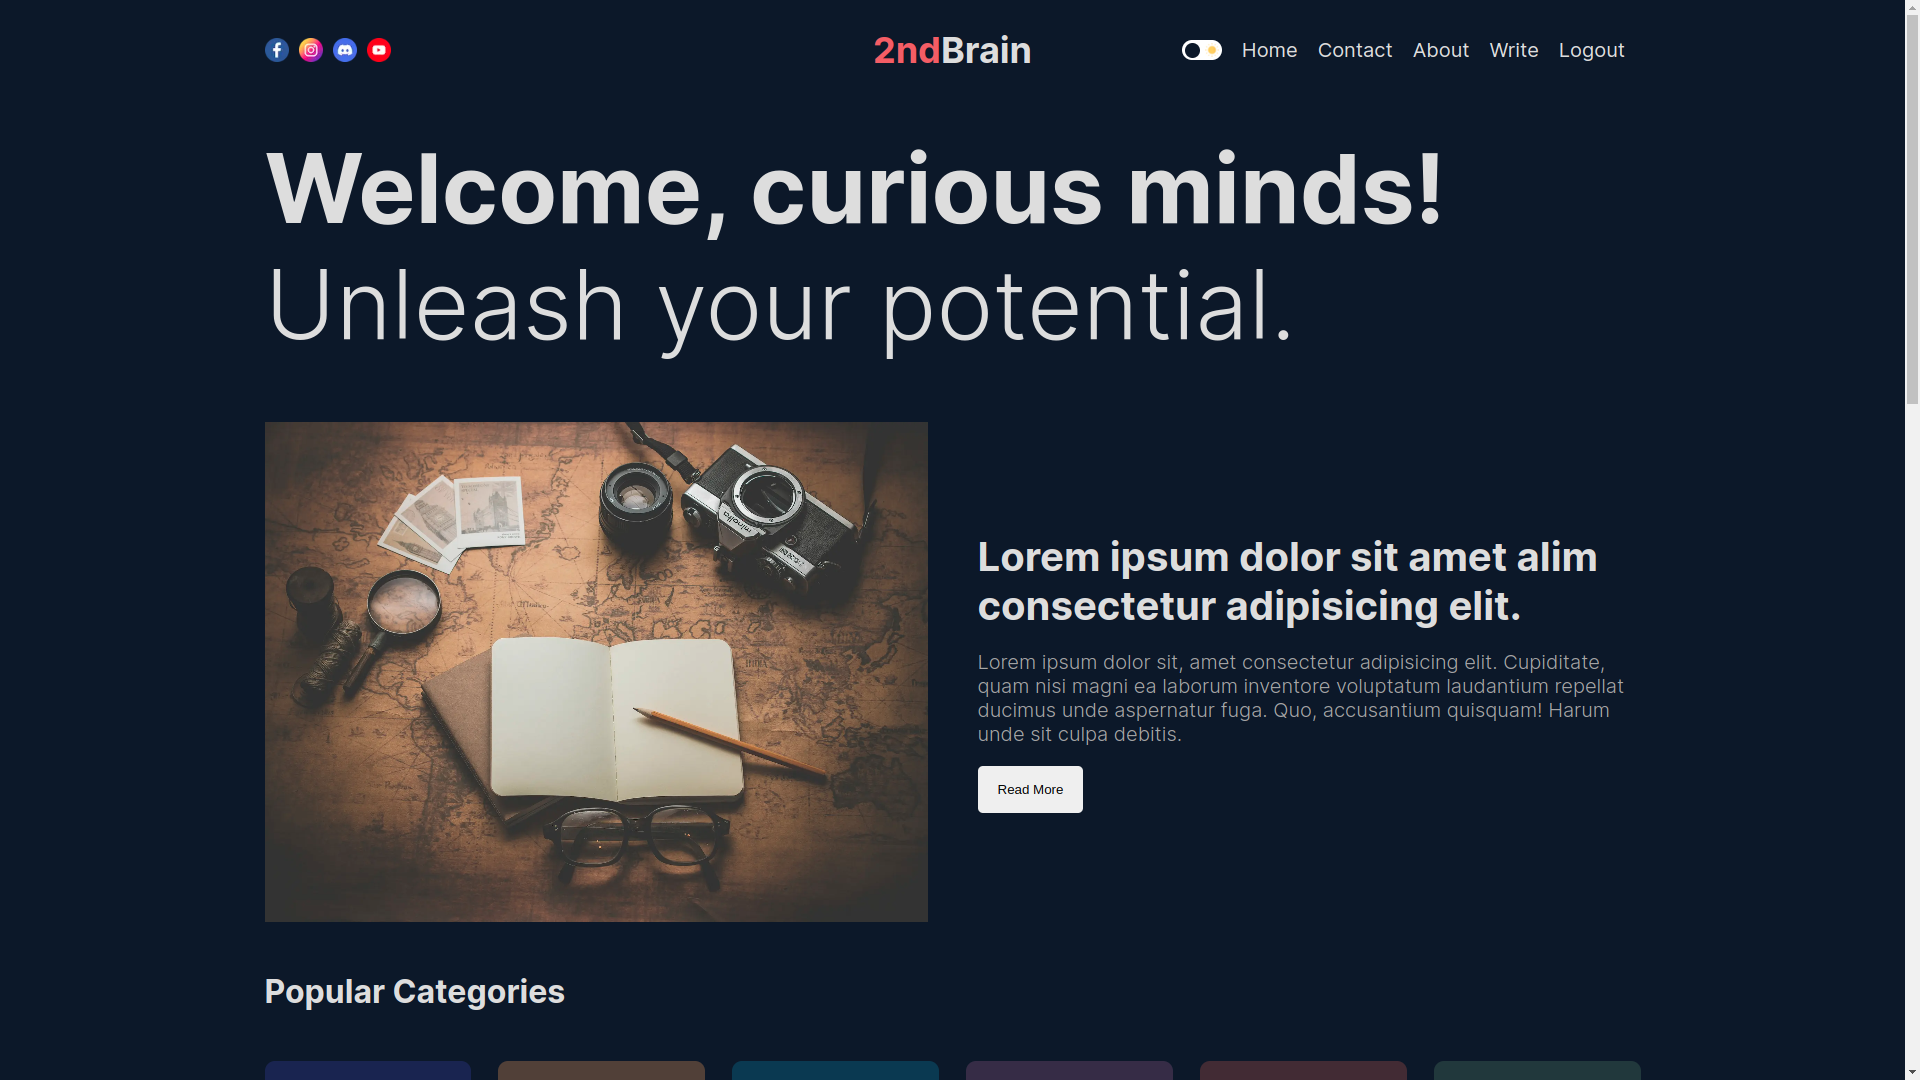 2ndBrain
Home Contact About Write Logout
Welcome, curious minds!
Unleash your potential.
minolta
Lorem ipsum dolor sit amet alim
consectetur adipisicing elit.
Lorem ipsum dolor sit, amet consectetur adipisicing elit. Cupiditate,
quam nisi magni ea laborum inventore voluptatum laudantium repellat
ducimus unde aspernatur fuga. Quo, accusantium quisquam! Harum
unde sit culpa debitis.
Read More
Popular Categories